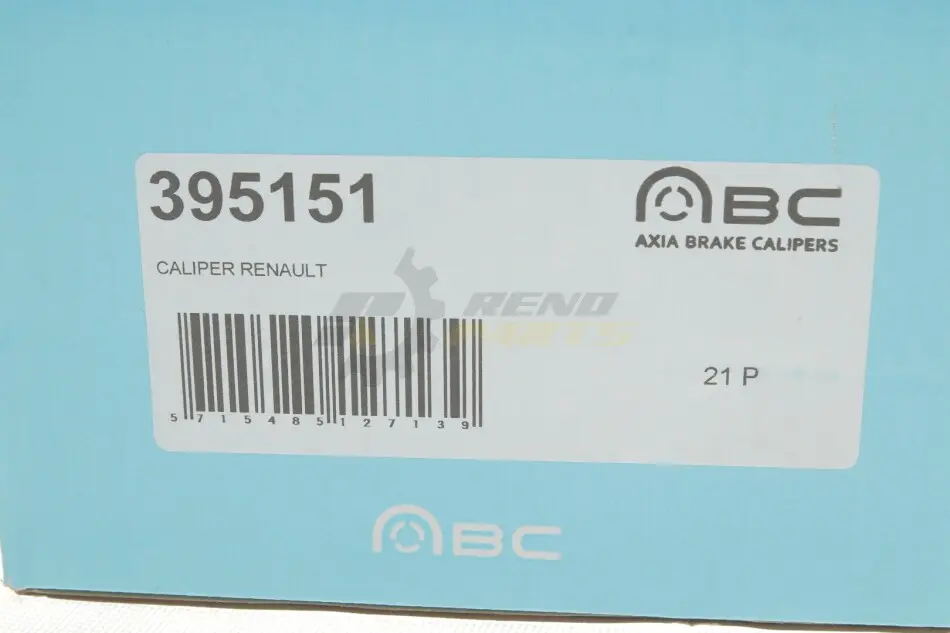 395151
ABC
AXIA BRAKE CALIPERS
CALIPER RENAULT
RENO
PARTS
21 P
5 715485 127139
ABC